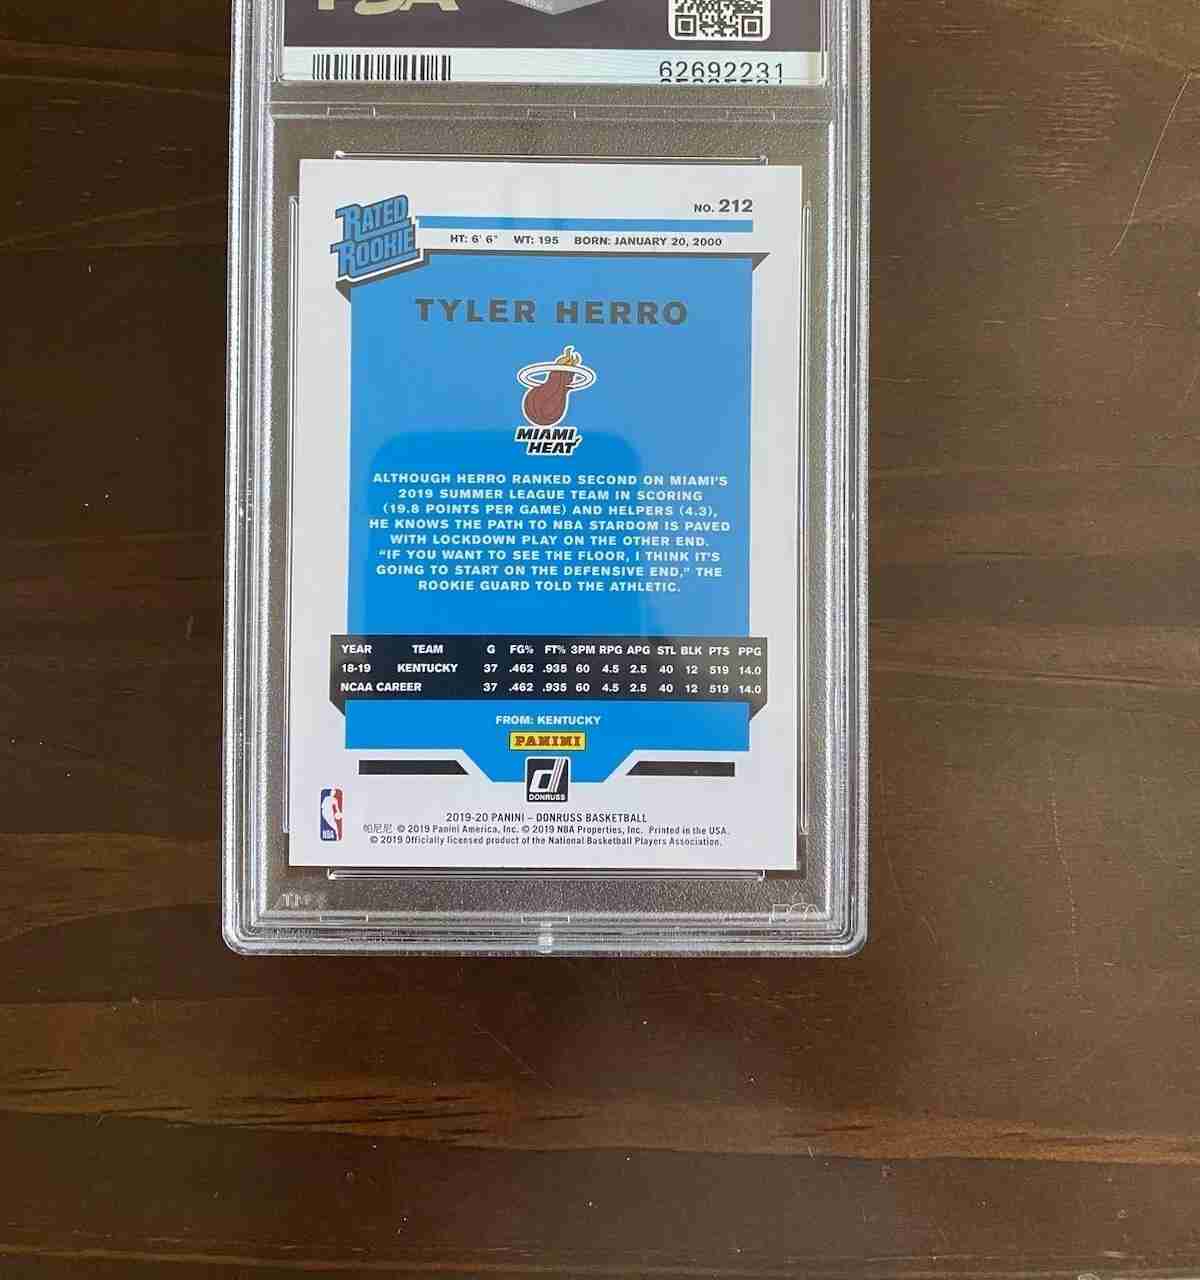 PSA
62692231
NO. 212
RATED
ROOKIE
HT: 6' 6" WT: 195 BORN: JANUARY 20, 2000
TYLER HERRO
MIAMI
HEAT
ALTHOUGH HERRO RANKED SECOND ON MIAMI'S
2019 SUMMER LEAGUE TEAM IN SCORING
(19.8 POINTS PER GAME) AND HELPERS (4.3),
HE KNOWS THE PATH TO NBA STARDOM IS PAVED
WITH LOCKDOWN PLAY ON THE OTHER END.
"IF YOU WANT TO SEE THE FLOOR, I THINK IT'S
GOING TO START ON THE DEFENSIVE END," THE
ROOKIE GUARD TOLD THE ATHLETIC.
YEAR TEAM G FG% FT% 3PM RPG APG STL BLK PTS PPG
18-19 KENTUCKY 37 .462 .935 60 4.5 2.5 40 12 519 14.0
NCAA CAREER 37 .462 .935 60 4.5 2.5 40 12 519 14.0
FROM: KENTUCKY
PANINI
DONRUSS
NBA
2019-20 PANINI – DONRUSS BASKETBALL
帕尼尼 © 2019 Panini America, Inc. © 2019 NBA Properties, Inc. Printed in the USA.
© 2019 Officially licensed product of the National Basketball Players Association.
PSA